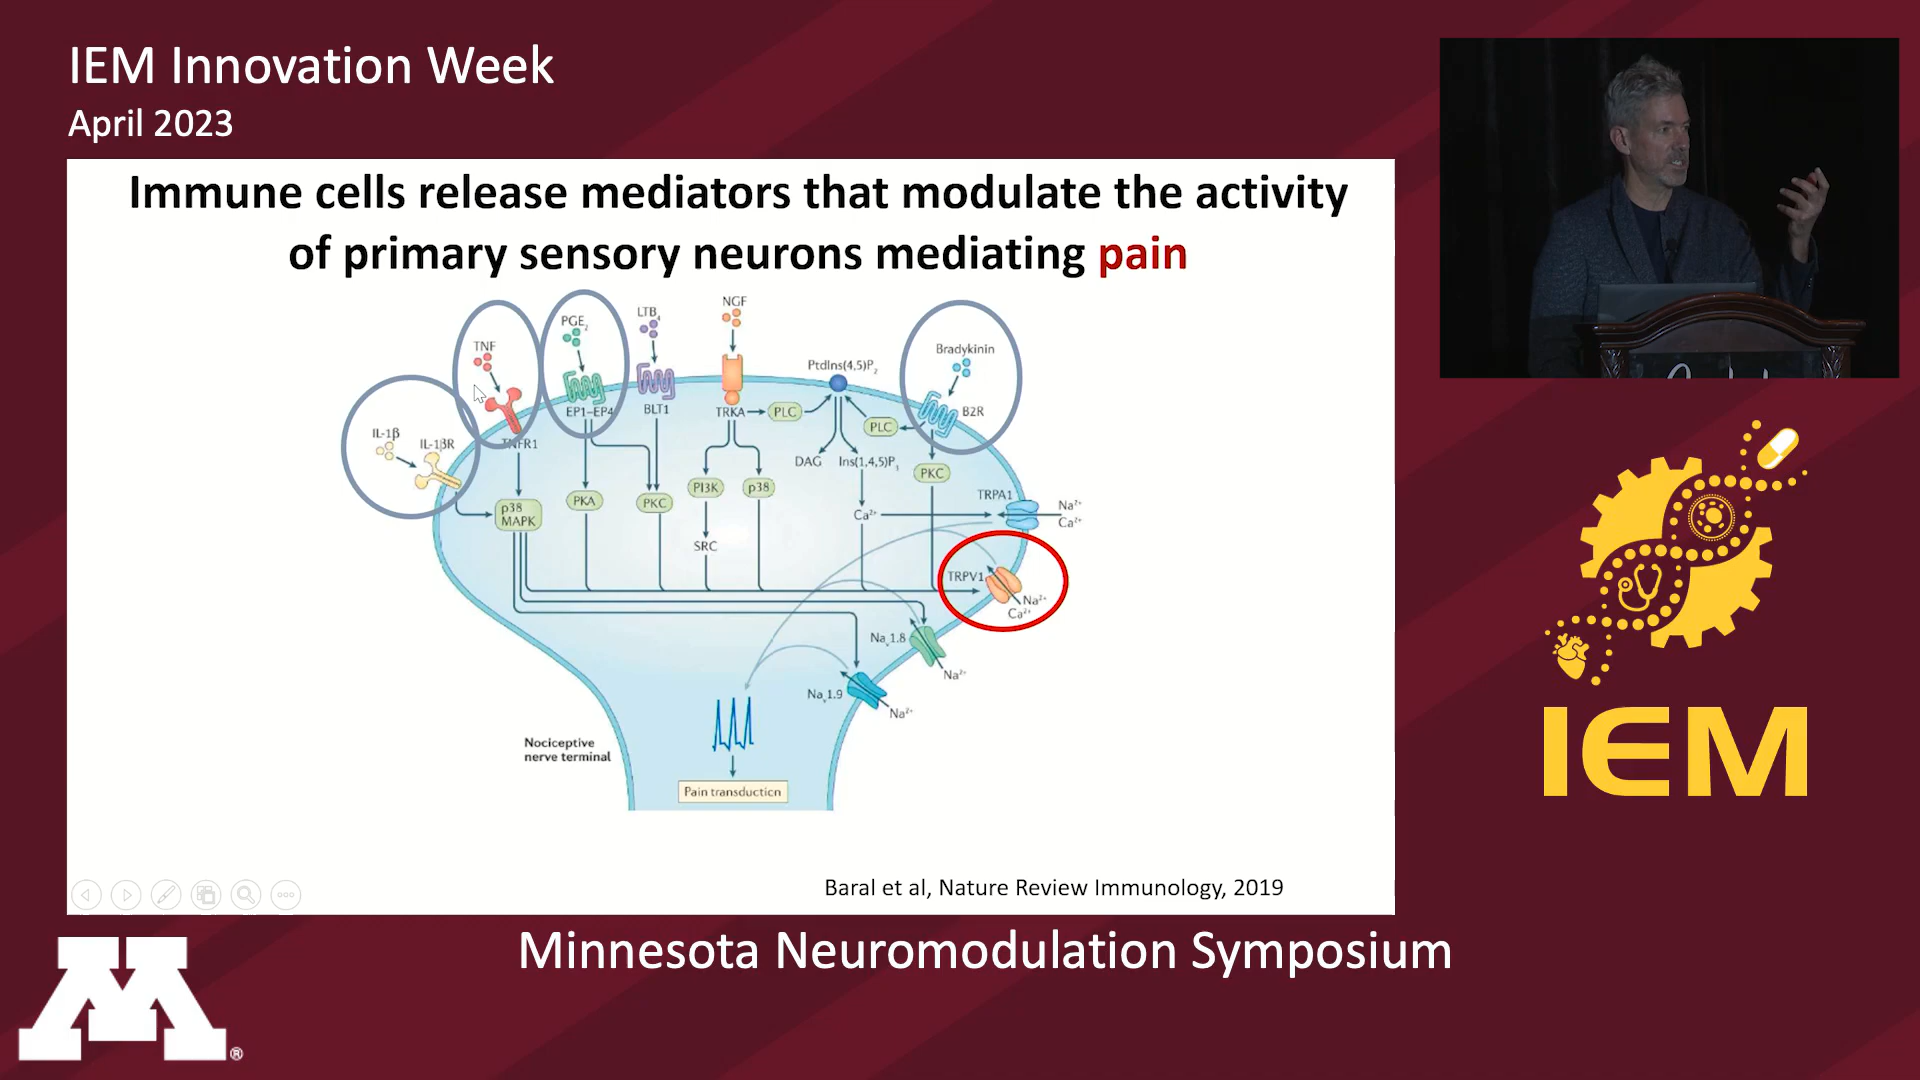 IEM Innovation Week
April 2023
Immune cells release mediators that modulate the activity
of primary sensory neurons mediating pain
NGF
LTB4
PGE2
TNF
Bradykinin
PtdIns(4,5)P2
EP1–EP4
BLT1
TRKA
PLC
B2R
PLC
IL-1β
IL-1βR
TNFR1
DAG
Ins(1,4,5)P3
PKC
p38
MAPK
PKA
PKC
PI3K
p38
TRPA1
Na2+
Ca2+
Ca2+
SRC
TRPV1
Na2+
Ca2+
Nav1.8
Na2+
Nav1.9
Na2+
Nociceptive
nerve terminal
Pain transduction
Baral et al, Nature Review Immunology, 2019
IEM
Minnesota Neuromodulation Symposium
M®